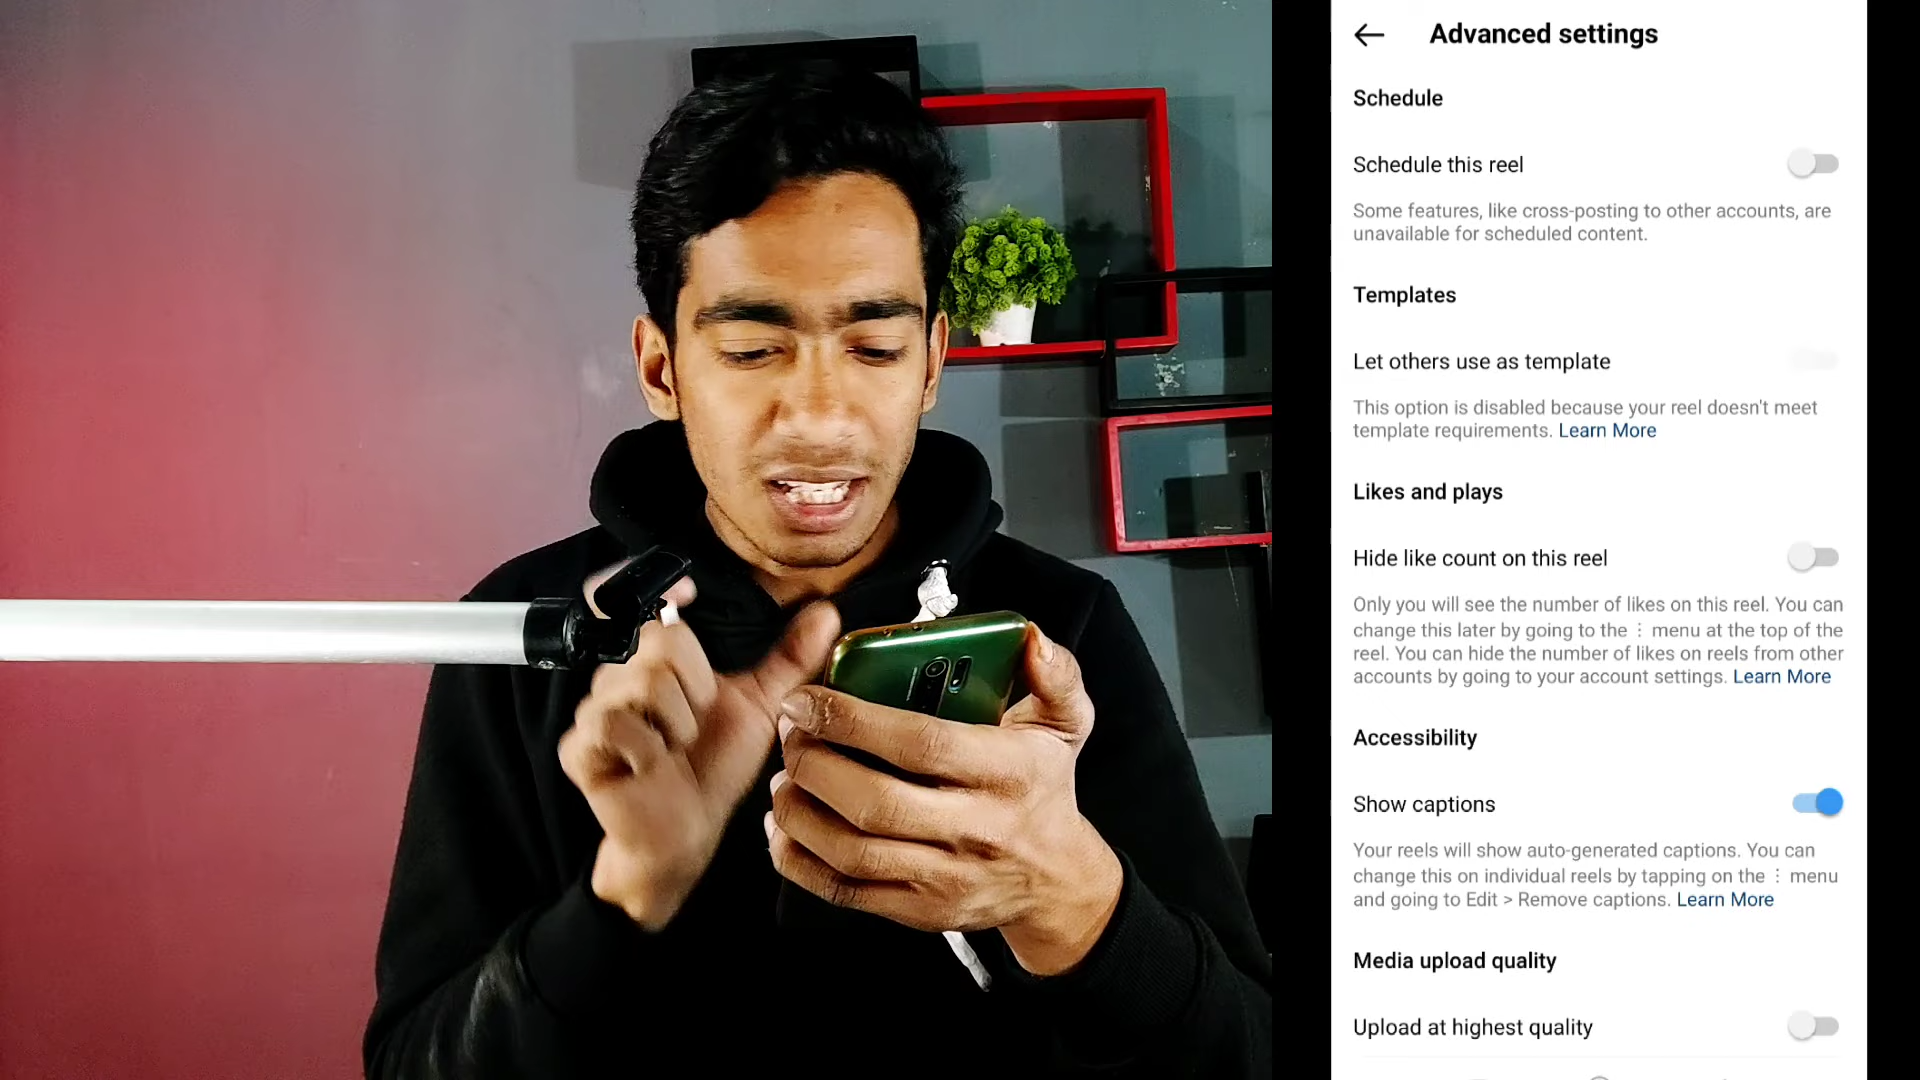 Advanced settings
Schedule
Schedule this reel
Some features, like cross-posting to other accounts, are
unavailable for scheduled content.
Templates
Let others use as template
This option is disabled because your reel doesn't meet
template requirements. Learn More
Likes and plays
Hide like count on this reel
Only you will see the number of likes on this reel. You can
change this later by going to the ⋮ menu at the top of the
reel. You can hide the number of likes on reels from other
accounts by going to your account settings. Learn More
Accessibility
Show captions
Your reels will show auto-generated captions. You can
change this on individual reels by tapping on the ⋮ menu
and going to Edit > Remove captions. Learn More
Media upload quality
Upload at highest quality